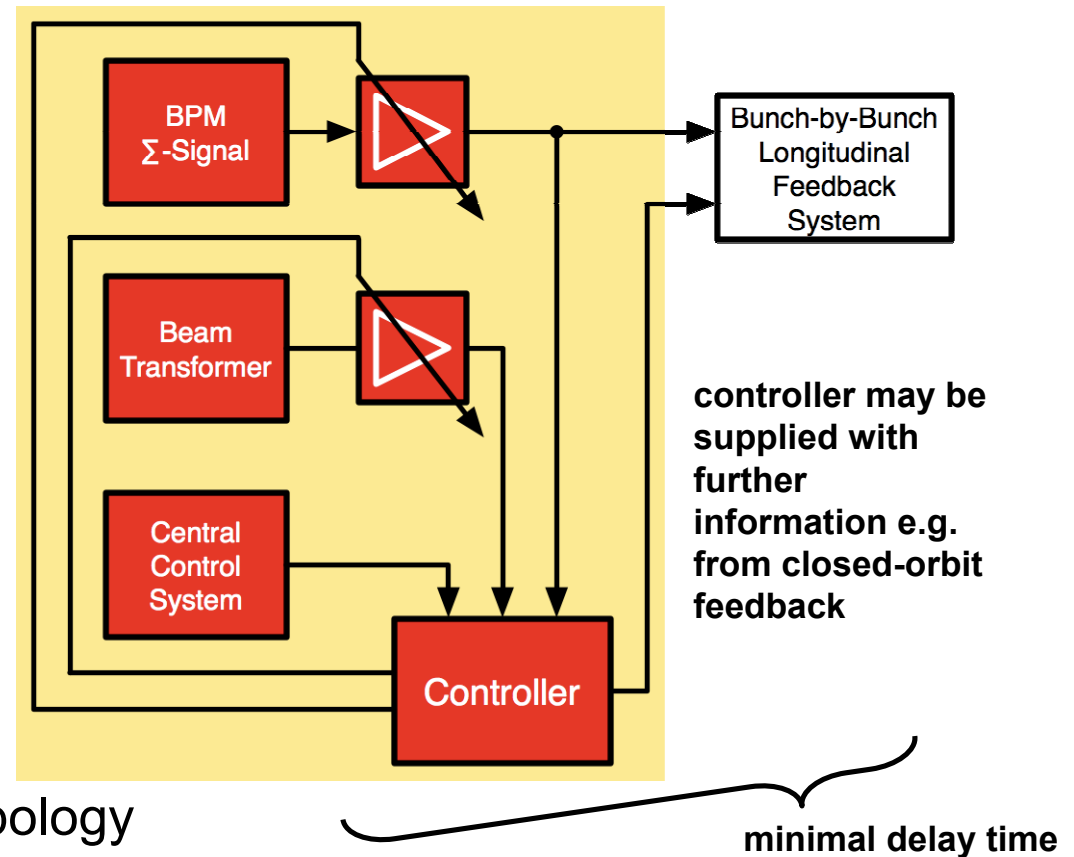 BPM
∑-Signal
Bunch-by-Bunch
Longitudinal
Feedback
System
Beam
Transformer
controller may be
supplied with
further
information e.g.
from closed-orbit
feedback
Central
Control
System
Controller
pology
minimal delay time